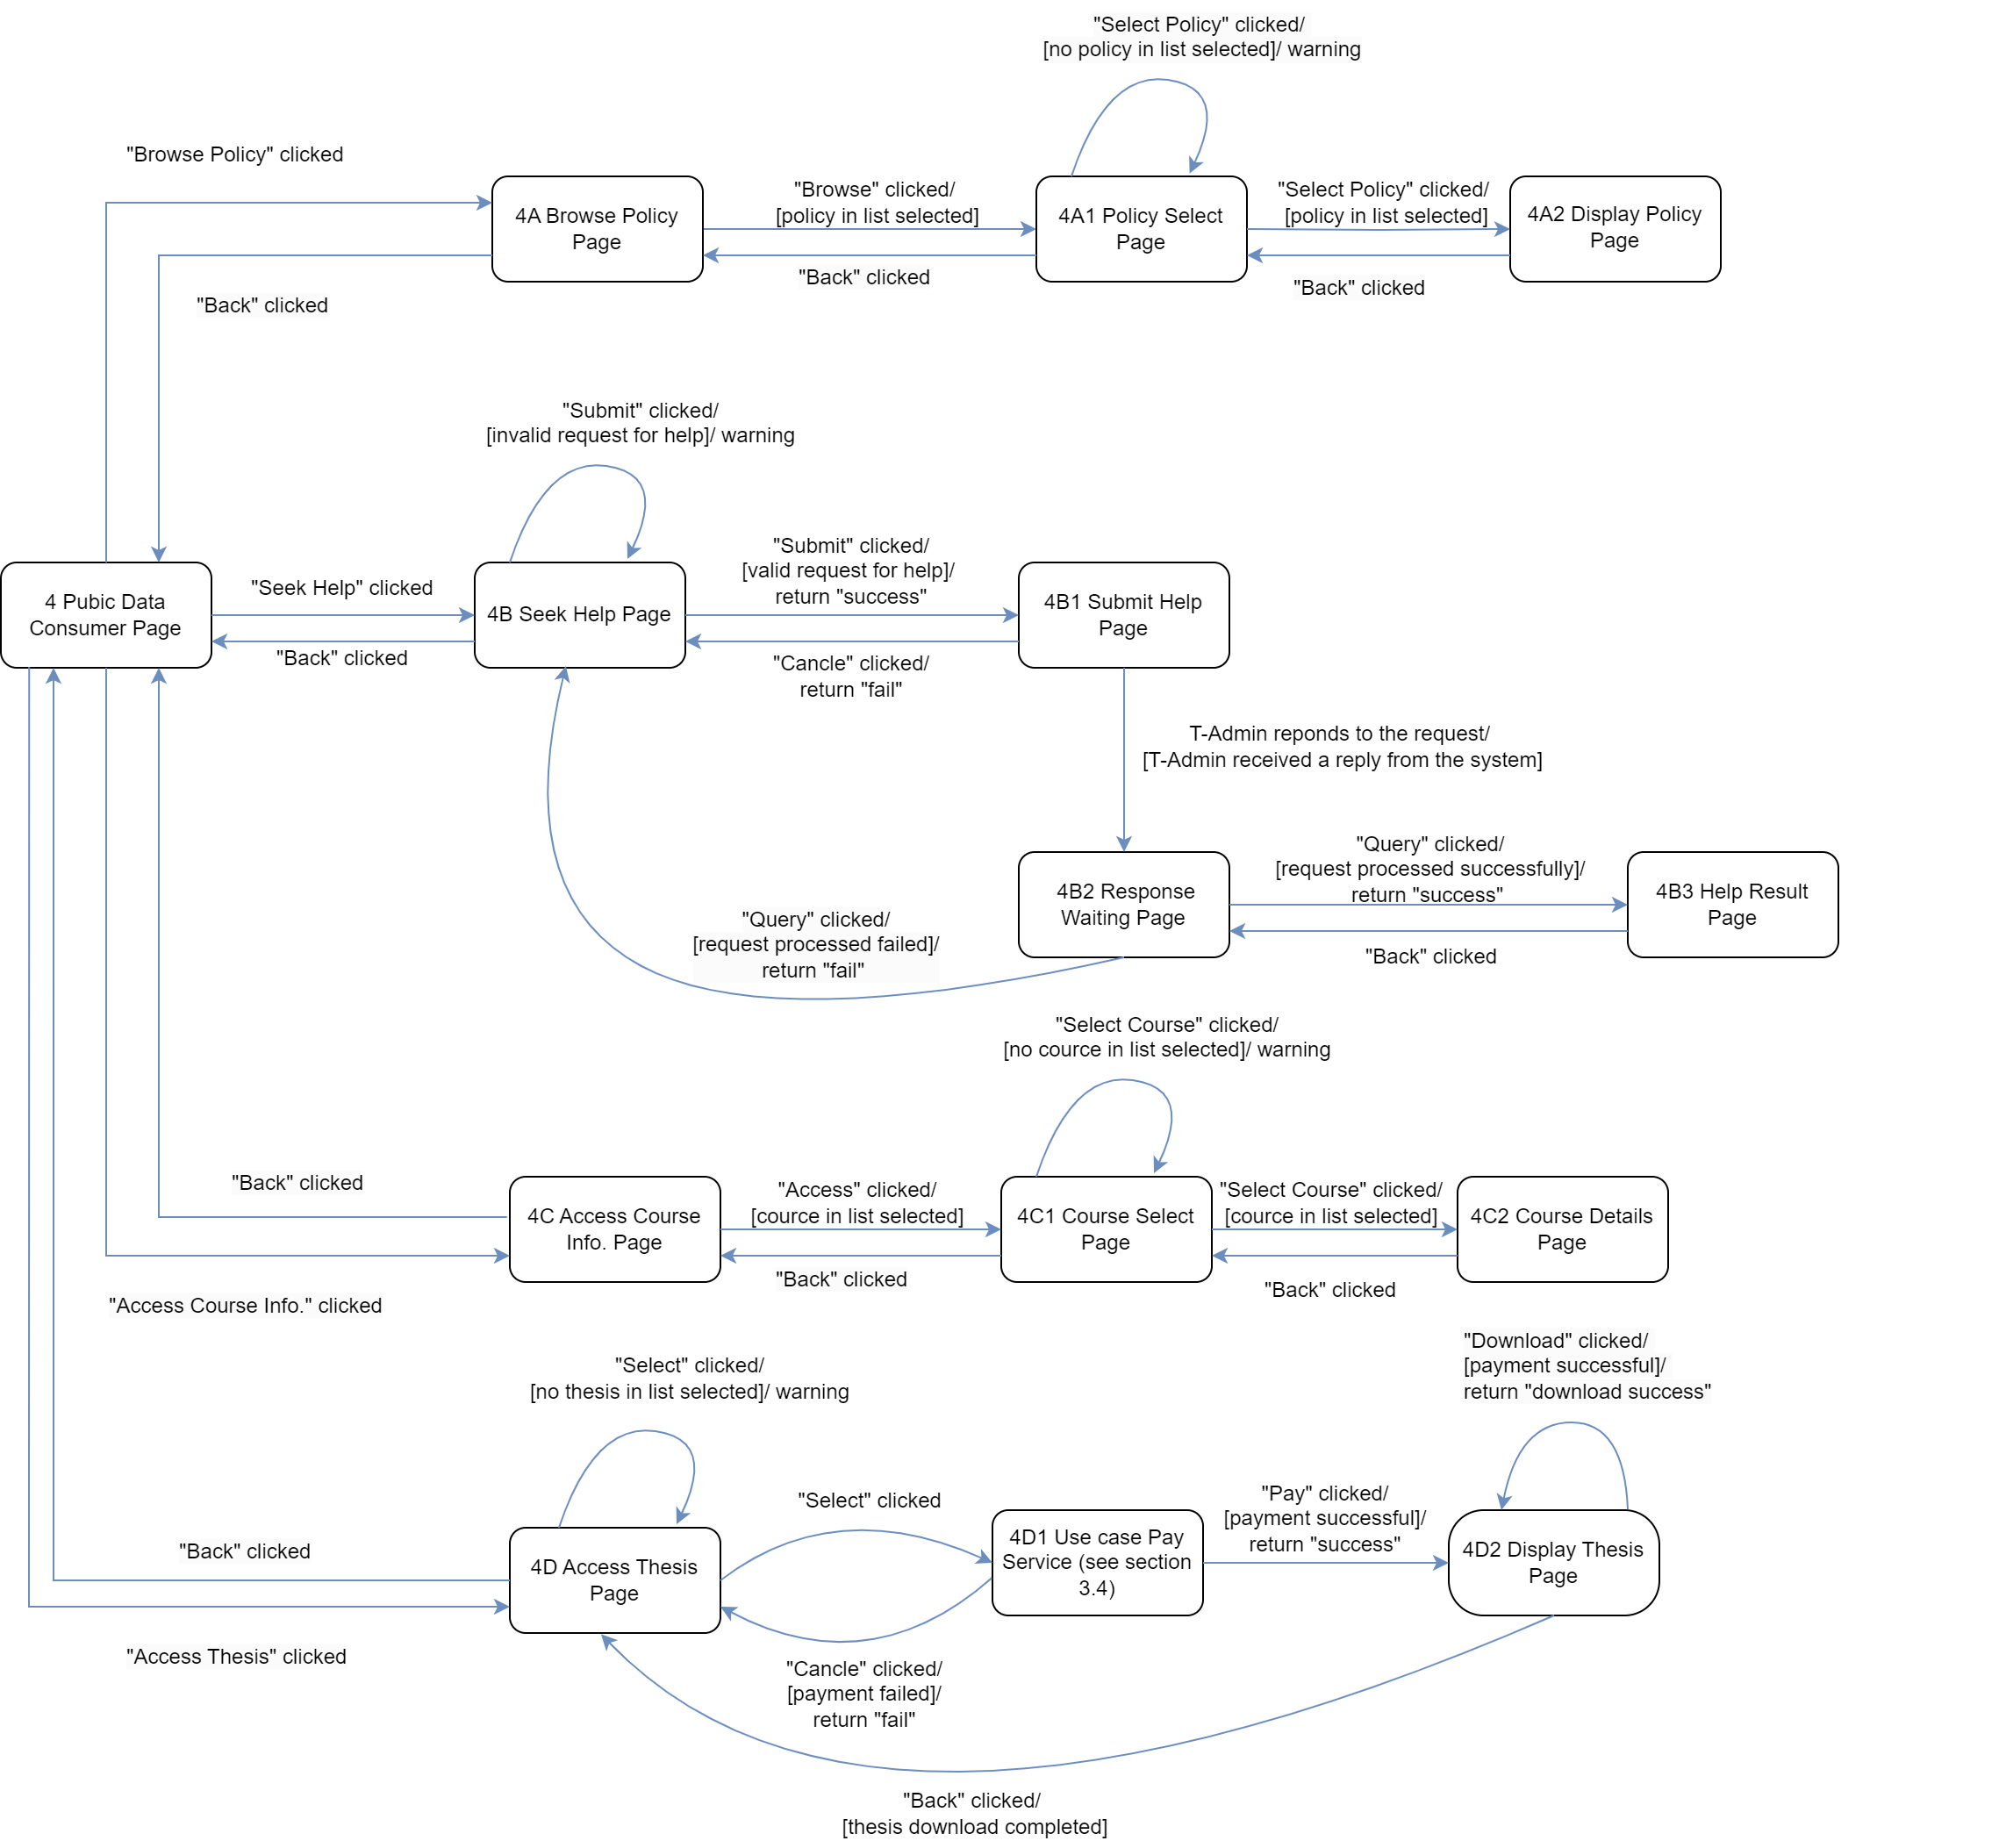 "Select Policy" clicked/
[no policy in list selected]/ warning
"Browse Policy" clicked
4A Browse Policy
Page
"Browse" clicked/
[policy in list selected]
4A1 Policy Select
Page
"Select Policy" clicked/
[policy in list selected]
4A2 Display Policy
Page
"Back" clicked
"Back" clicked
"Back" clicked
"Submit" clicked/
[invalid request for help]/ warning
4 Pubic Data
Consumer Page
"Seek Help" clicked
"Back" clicked
4B Seek Help Page
"Submit" clicked/
[valid request for help]/
return "success"
"Cancle" clicked/
return "fail"
4B1 Submit Help
Page
T-Admin reponds to the request/
[T-Admin received a reply from the system]
4B2 Response
Waiting Page
"Query" clicked/
[request processed successfully]/
return "success"
"Back" clicked
4B3 Help Result
Page
"Query" clicked/
[request processed failed]/
return "fail"
"Select Course" clicked/
[no cource in list selected]/ warning
"Back" clicked
4C Access Course
Info. Page
"Access" clicked/
[cource in list selected]
"Back" clicked
4C1 Course Select
Page
"Select Course" clicked/
[cource in list selected]
"Back" clicked
4C2 Course Details
Page
"Access Course Info." clicked
"Select" clicked/
[no thesis in list selected]/ warning
"Download" clicked/
[payment successful]/
return "download success"
"Back" clicked
4D Access Thesis
Page
"Select" clicked
4D1 Use case Pay
Service (see section
3.4)
"Pay" clicked/
[payment successful]/
return "success"
4D2 Display Thesis
Page
"Access Thesis" clicked
"Cancle" clicked/
[payment failed]/
return "fail"
"Back" clicked/
[thesis download completed]